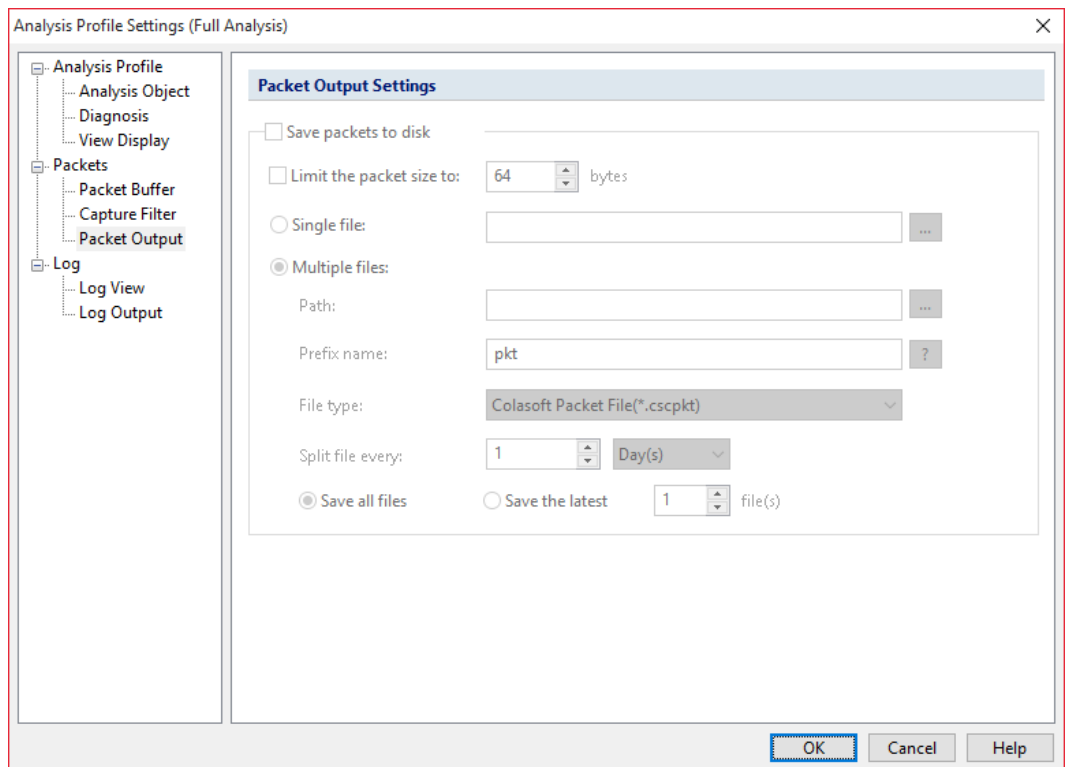 Analysis Profile Settings (Full Analysis)
Analysis Profile
Analysis Object
Diagnosis
View Display
Packets
Packet Buffer
Capture Filter
Packet Output
Log
Log View
Log Output
Packet Output Settings
Save packets to disk
Limit the packet size to: 64 bytes
Single file: ...
Multiple files:
Path: ...
Prefix name: pkt ?
File type: Colasoft Packet File(*.cscpkt)
Split file every: 1 Day(s)
Save all files Save the latest 1 file(s)
OK Cancel Help